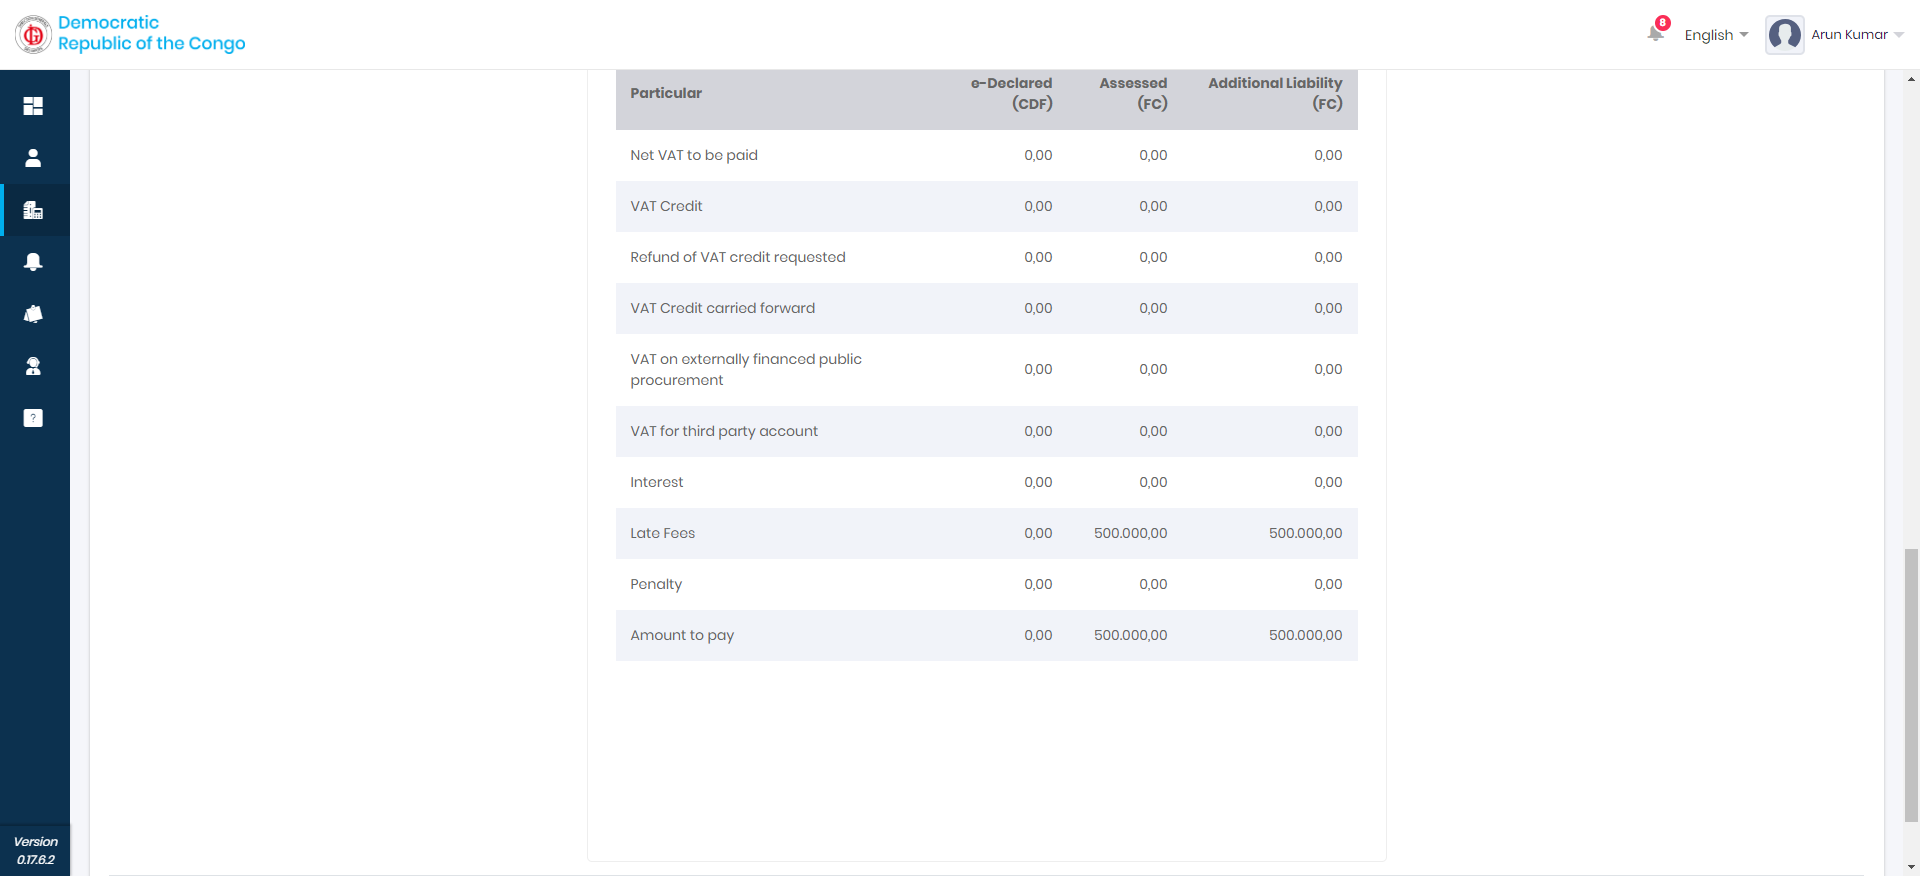 Democratic
Republic of the Congo
8
English
Arun Kumar
Particular
e-Declared
(CDF)
Assessed
(FC)
Additional Liability
(FC)
Net VAT to be paid 0,00 0,00 0,00
VAT Credit 0,00 0,00 0,00
Refund of VAT credit requested 0,00 0,00 0,00
VAT Credit carried forward 0,00 0,00 0,00
VAT on externally financed public
procurement
0,00 0,00 0,00
VAT for third party account 0,00 0,00 0,00
Interest 0,00 0,00 0,00
Late Fees 0,00 500.000,00 500.000,00
Penalty 0,00 0,00 0,00
Amount to pay 0,00 500.000,00 500.000,00
?
Version
0.17.6.2